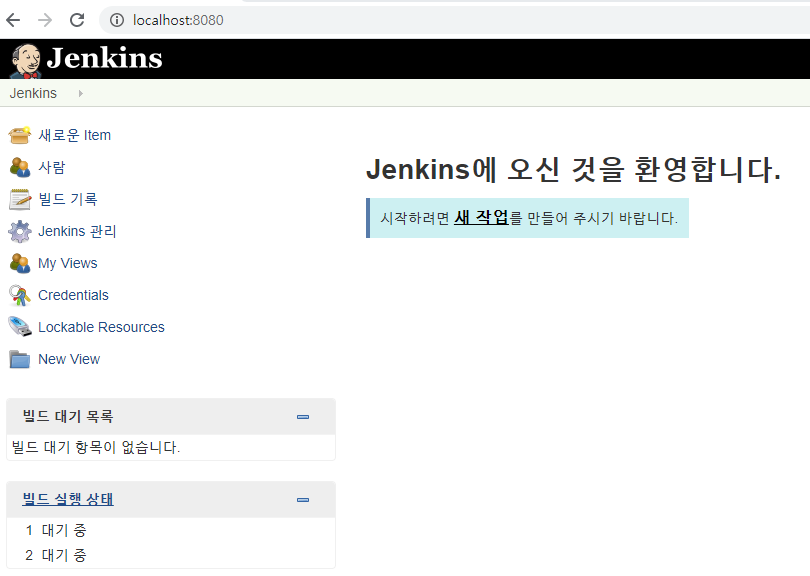 localhost:8080
Jenkins
Jenkins
새로운 Item
사람
빌드 기록
Jenkins 관리
My Views
Credentials
Lockable Resources
New View
빌드 대기 목록
빌드 대기 항목이 없습니다.
빌드 실행 상태
1 대기 중
2 대기 중
Jenkins에 오신 것을 환영합니다.
시작하려면 새 작업를 만들어 주시기 바랍니다.